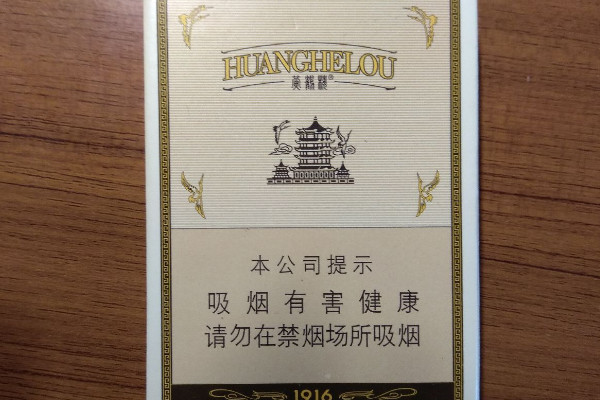 HUANGHELOU
黄鹤楼®
本公司提示
吸烟有害健康
请勿在禁烟场所吸烟
1916